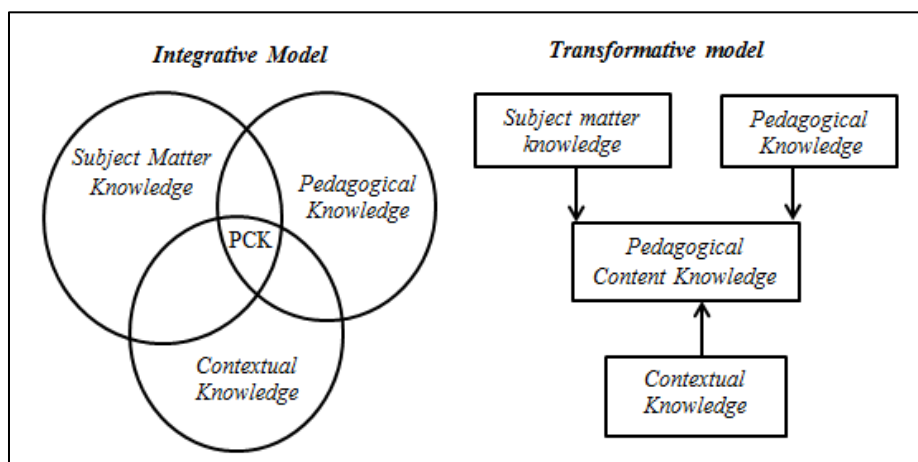 Integrative Model
Subject Matter
Knowledge
Pedagogical
Knowledge
PCK
Contextual
Knowledge
Transformative model
Subject matter
knowledge
Pedagogical
Knowledge
Pedagogical
Content Knowledge
Contextual
Knowledge